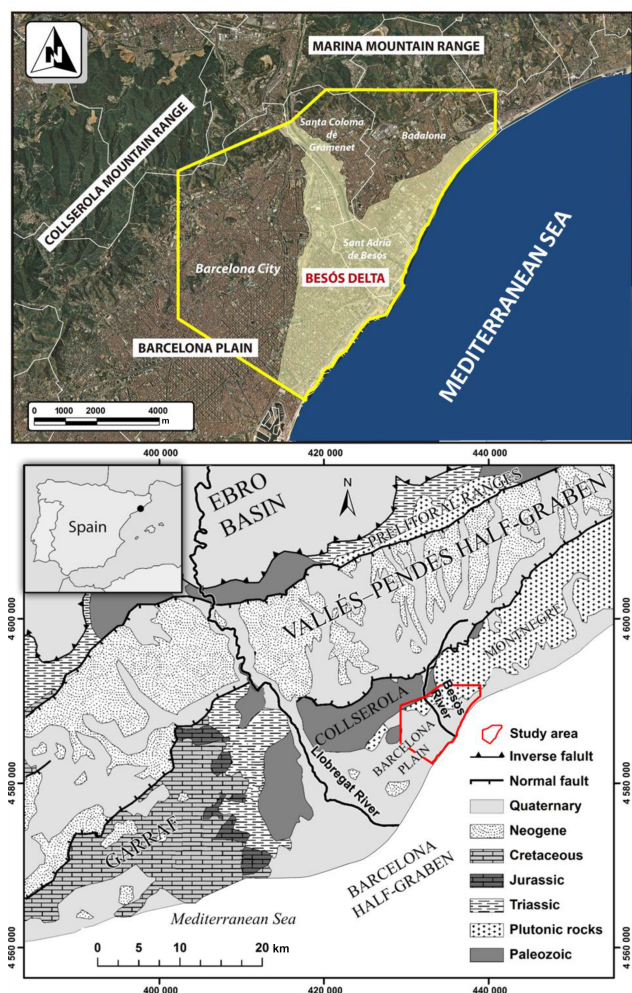 N
MARINA MOUNTAIN RANGE
COLLSEROLA MOUNTAIN RANGE
Santa Coloma
de
Gramenet
Badalona
Sant Adrià
de Besòs
Barcelona City
BESÓS DELTA
MEDITERRANEAN SEA
BARCELONA PLAIN
0 1000 2000 4000
m
400 000 420 000 440 000
Spain
EBRO
BASIN
N
PRELITORAL RANGES
VALLÉS–PENDÉS HALF-GRABEN
4 600 000
4 600 000
MONTNEGRE
COLLSEROLA
Besòs
River
BARCELONA
PLAIN
Llobregat River
4 580 000
4 580 000
GARRAF
BARCELONA
HALF-GRABEN
Mediterranean Sea
4 560 000
4 560 000
0 5 10 20 km
Study area
Inverse falult
Normal fault
Quaternary
Neogene
Cretaceous
Jurassic
Triassic
Plutonic rocks
Paleozoic
400 000 420 000 440 000